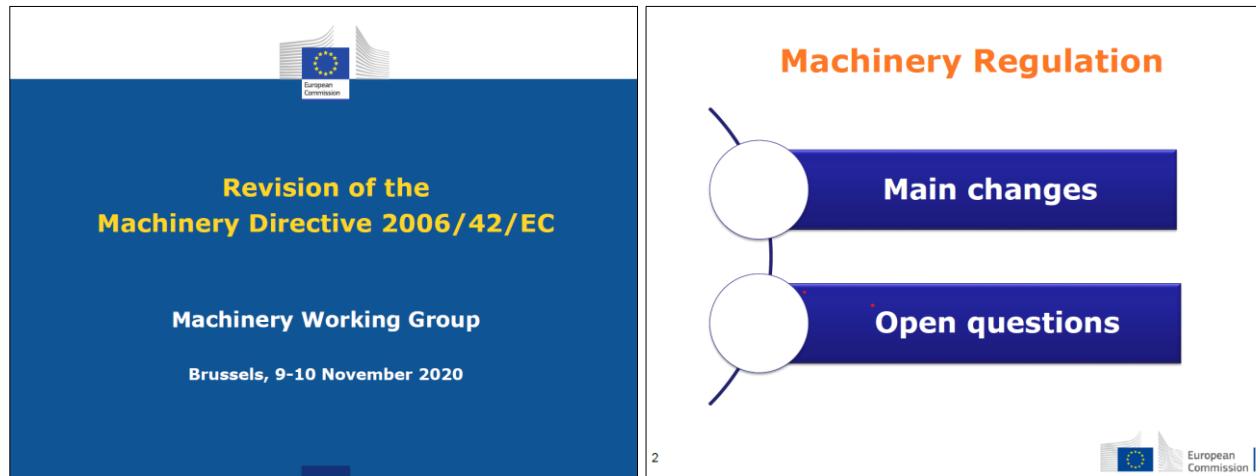 European
Commission
Revision of the
Machinery Directive 2006/42/EC
Machinery Working Group
Brussels, 9-10 November 2020
Machinery Regulation
Main changes
Open questions
2
European
Commission